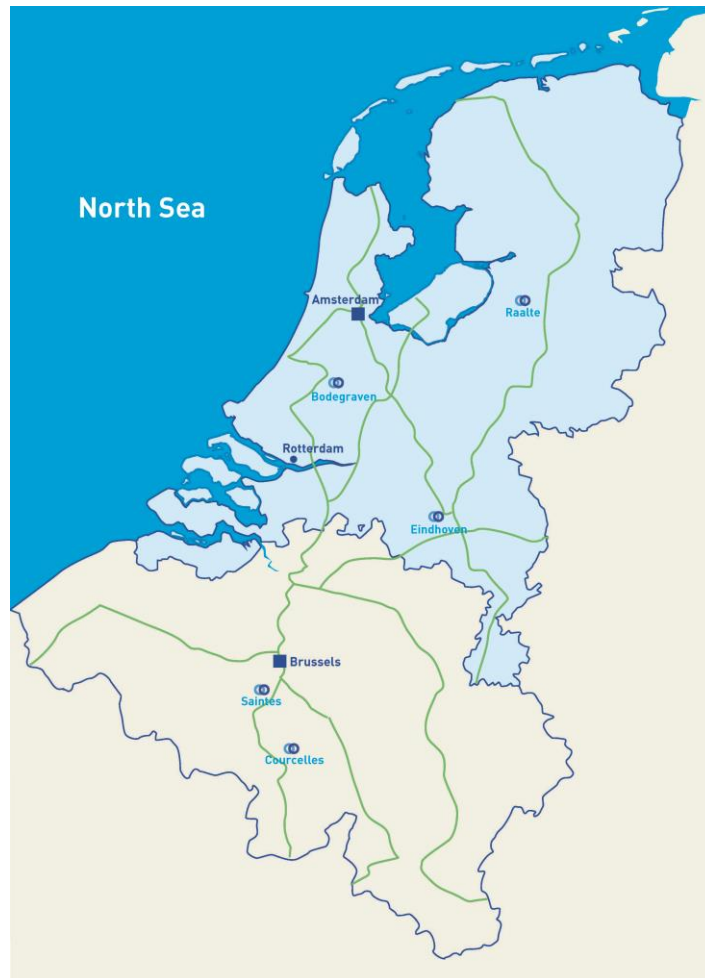 North Sea
Amsterdam
Raalte
Bodegraven
Rotterdam
Eindhoven
Brussels
Saintes
Courcelles